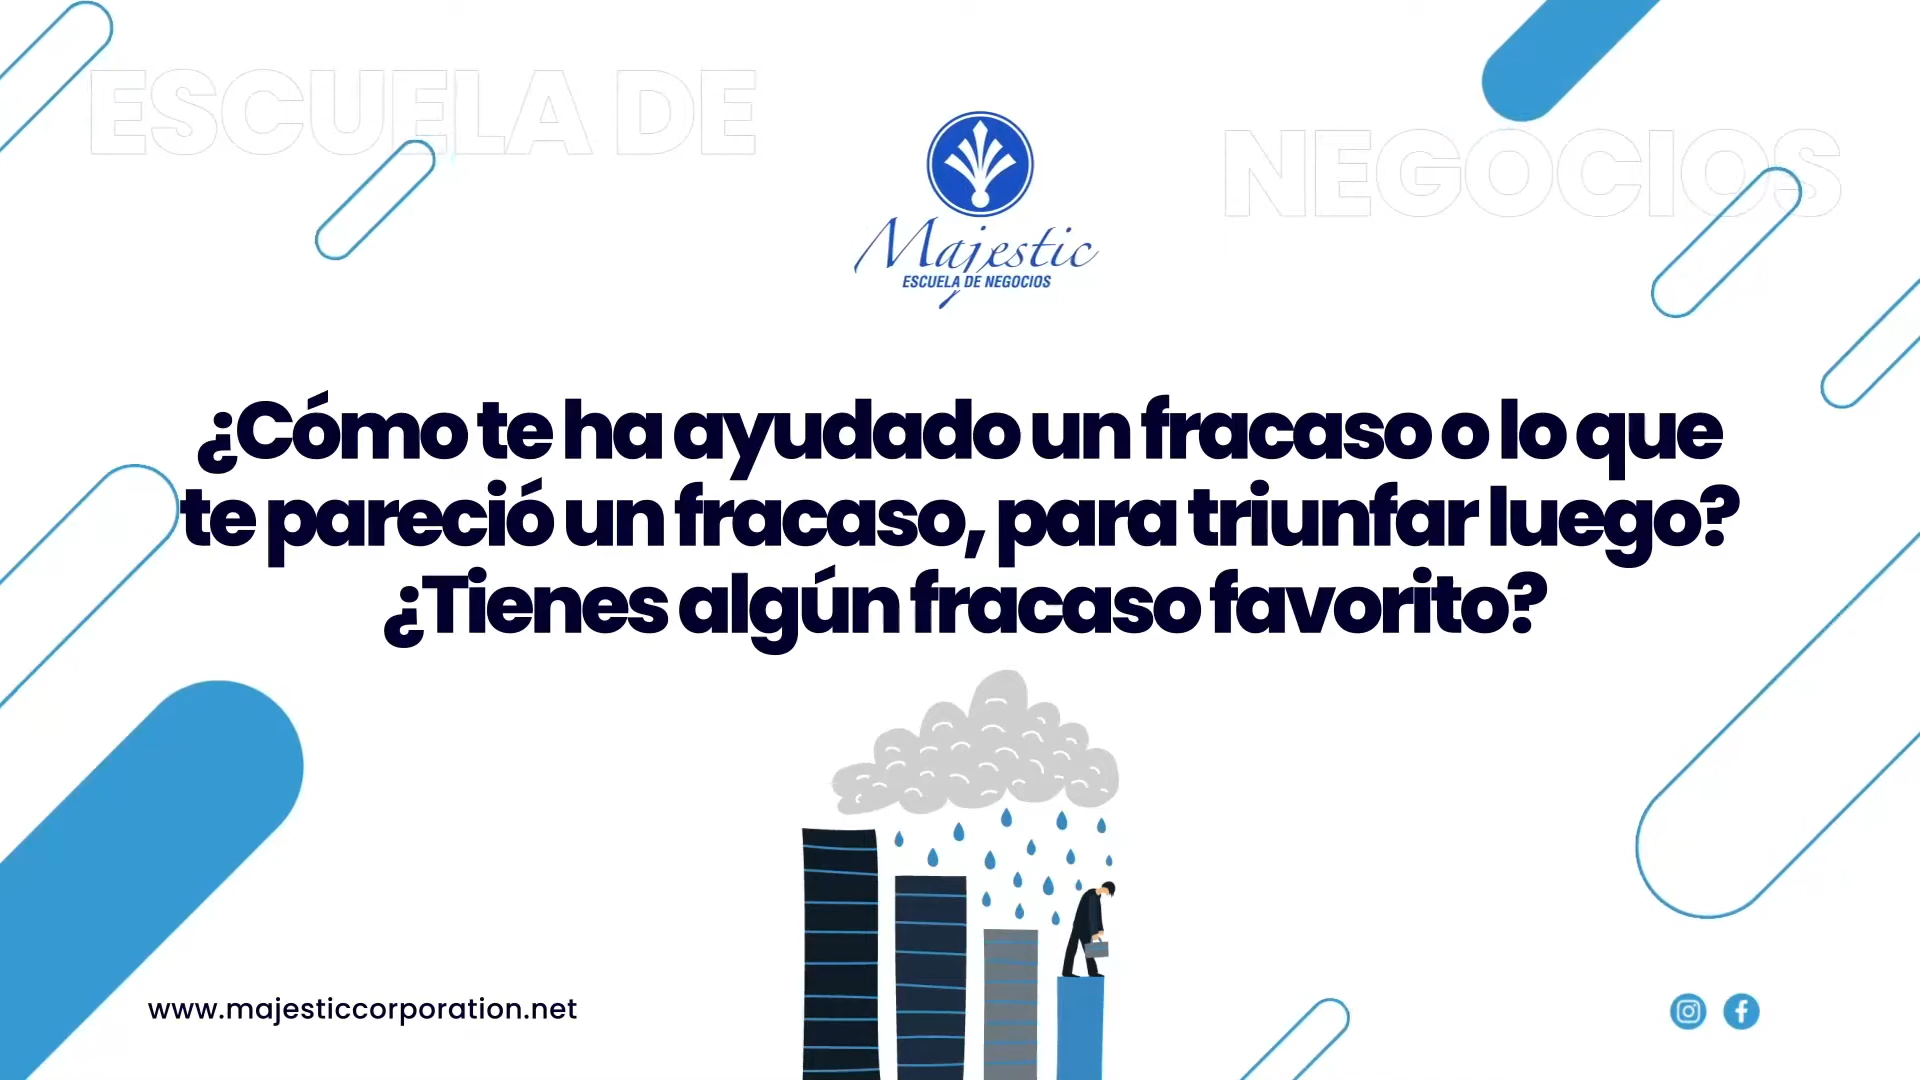 ESCUELA DE
NEGOCIOS
Majestic
ESCUELA DE NEGOCIOS
¿Cómo te ha ayudado un fracaso o lo que
te pareció un fracaso, para triunfar luego?
¿Tienes algún fracaso favorito?
www.majesticcorporation.net